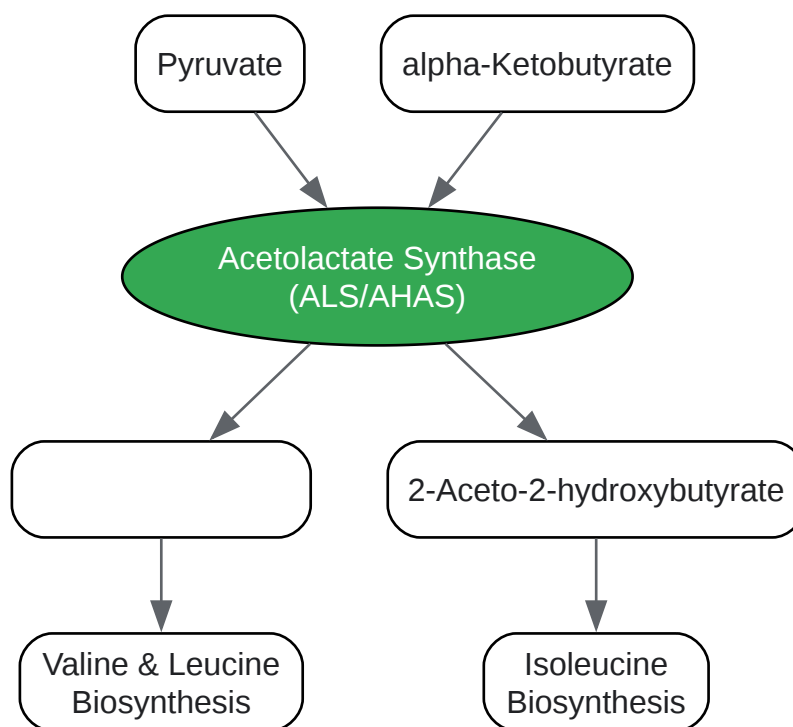 Pyruvate
alpha-Ketobutyrate
Acetolactate Synthase
(ALS/AHAS)
2-Aceto-2-hydroxybutyrate
Valine & Leucine
Biosynthesis
Isoleucine
Biosynthesis